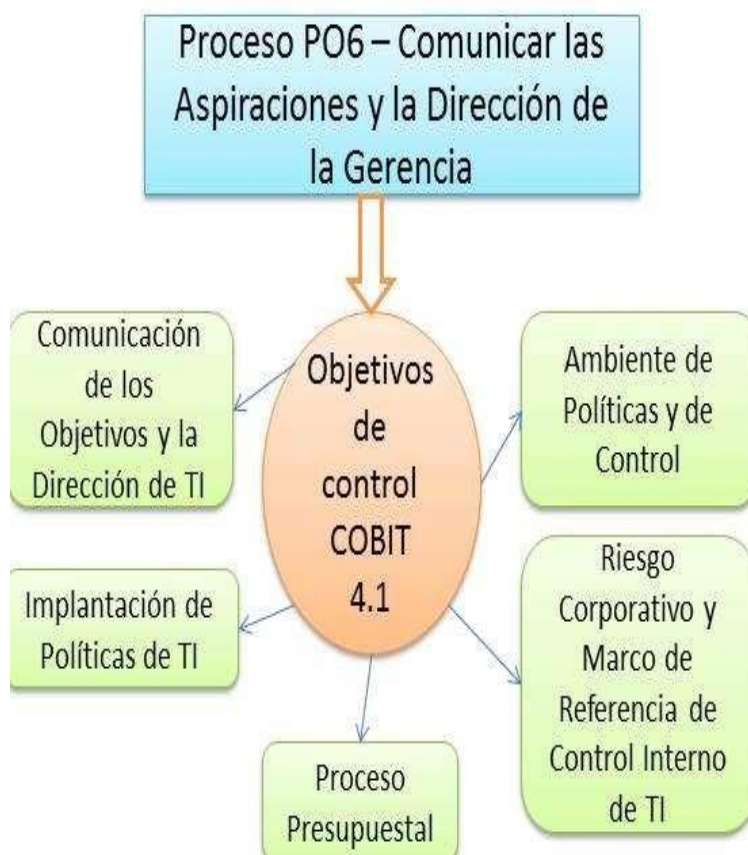 Proceso PO6 – Comunicar las
Aspiraciones y la Dirección de
la Gerencia
Comunicación
de los
Objetivos y la
Dirección de TI
Objetivos
de
control
COBIT
4.1
Ambiente de
Políticas y de
Control
Implantación de
Políticas de TI
Riesgo
Corporativo y
Marco de
Referencia de
Control Interno
de TI
Proceso
Presupuestal